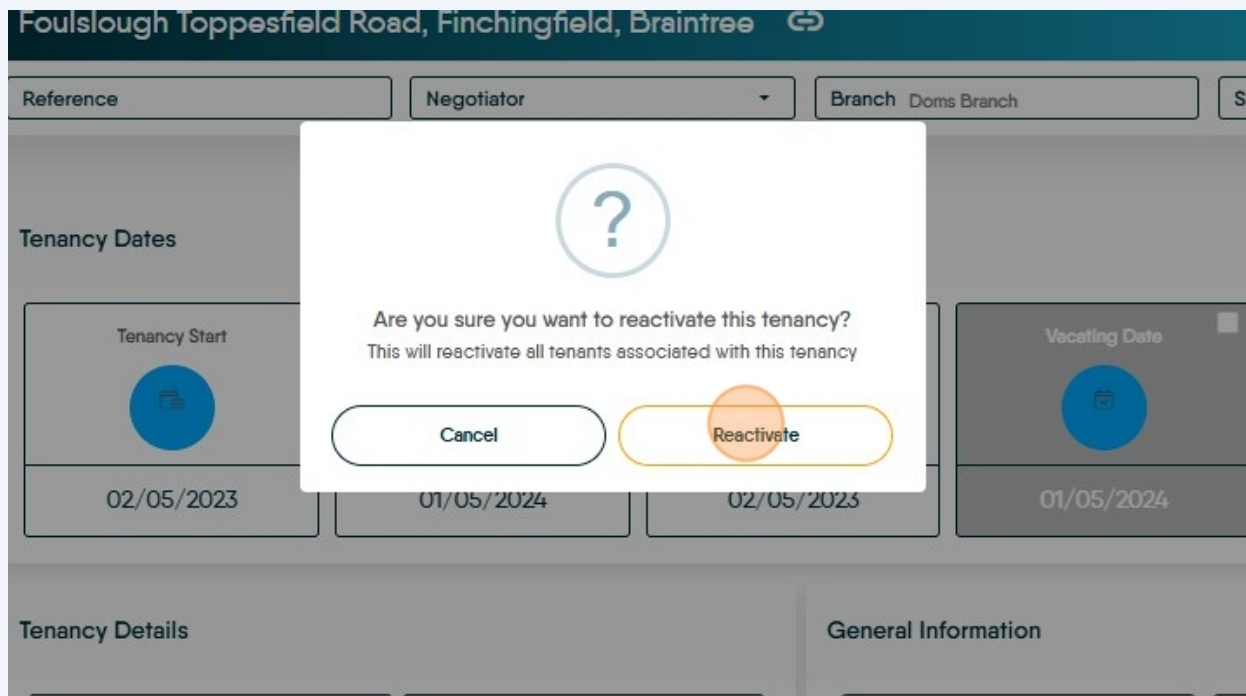 Foulslough Toppesfield Road, Finchingfield, Braintree
Reference
Negotiator
Branch Doms Branch
S
?
Are you sure you want to reactivate this tenancy?
This will reactivate all tenants associated with this tenancy
Cancel
Reactivate
Tenancy Dates
Tenancy Start
Vacating Date
02/05/2023
01/05/2024
02/05/2023
01/05/2024
Tenancy Details
General Information